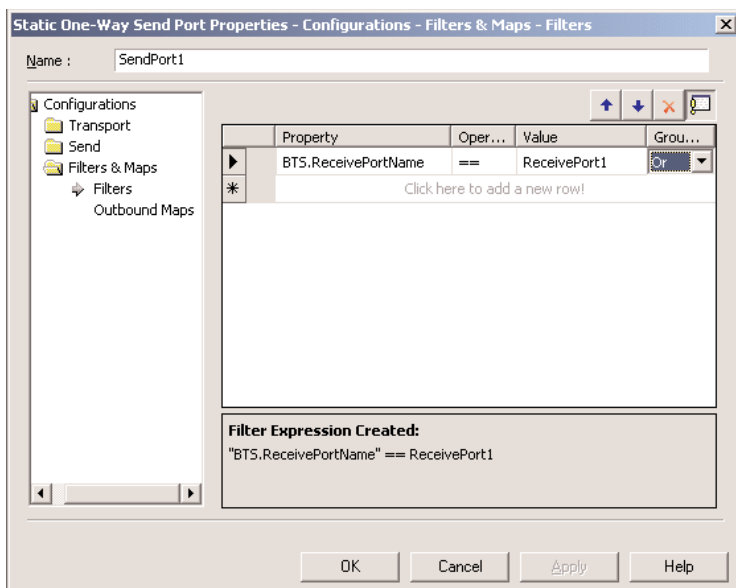 Static One-Way Send Port Properties - Configurations - Filters & Maps - Filters
Name : SendPort1
Configurations
Transport
Send
Filters & Maps
Filters
Outbound Maps
Property Oper... Value Grou...
BTS.ReceivePortName == ReceivePort1 Or
Click here to add a new row!
Filter Expression Created:
"BTS.ReceivePortName" == ReceivePort1
OK Cancel Apply Help